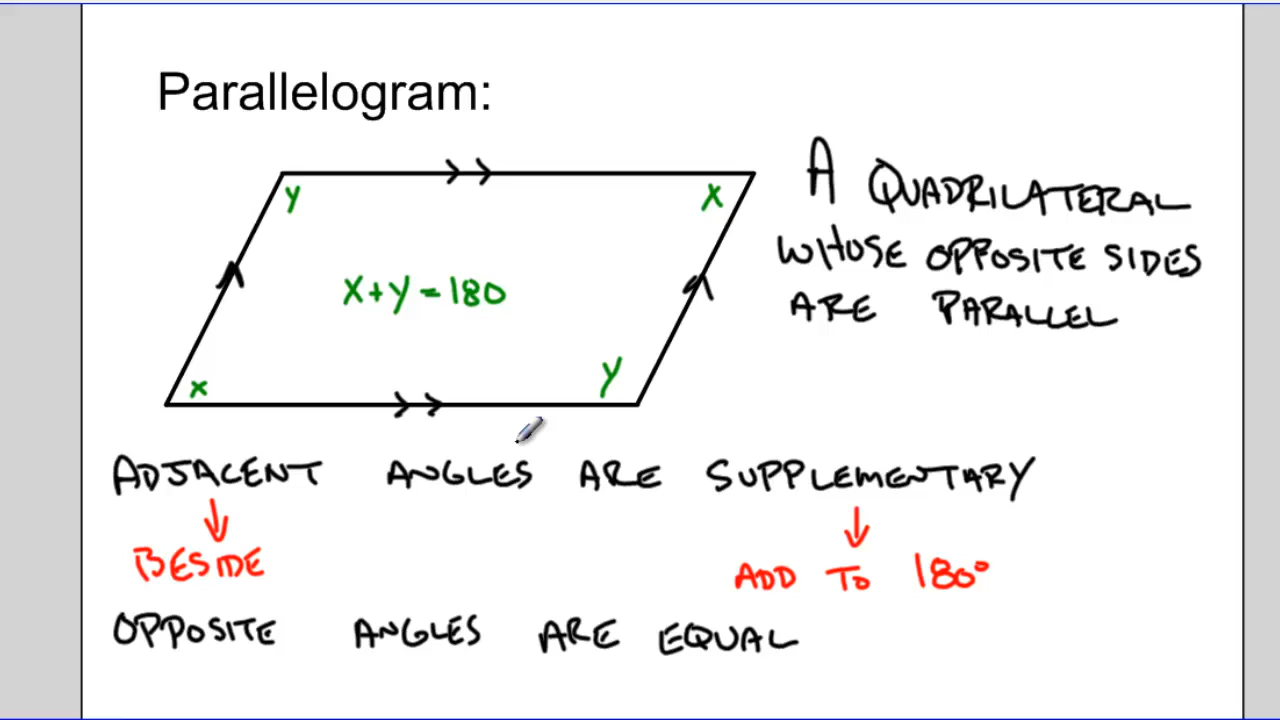 Parallelogram:
y
x
x+y=180
x
y
A QUADRILATERAL
WHOSE OPPOSITE SIDES
ARE PARALLEL
ADJACENT ANGLES ARE SUPPLEMENTARY
BESIDE
ADD TO 180°
OPPOSITE ANGLES ARE EQUAL